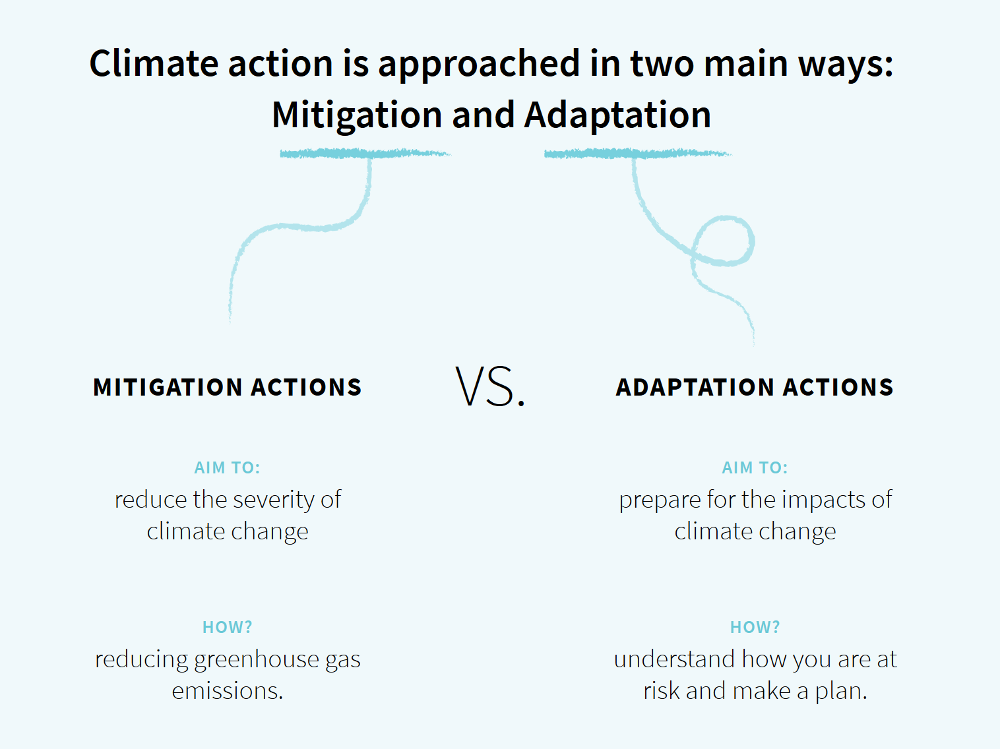 Climate action is approached in two main ways:
Mitigation and Adaptation
MITIGATION ACTIONS
VS.
ADAPTATION ACTIONS
AIM TO:
reduce the severity of
climate change
AIM TO:
prepare for the impacts of
climate change
HOW?
reducing greenhouse gas
emissions.
HOW?
understand how you are at
risk and make a plan.